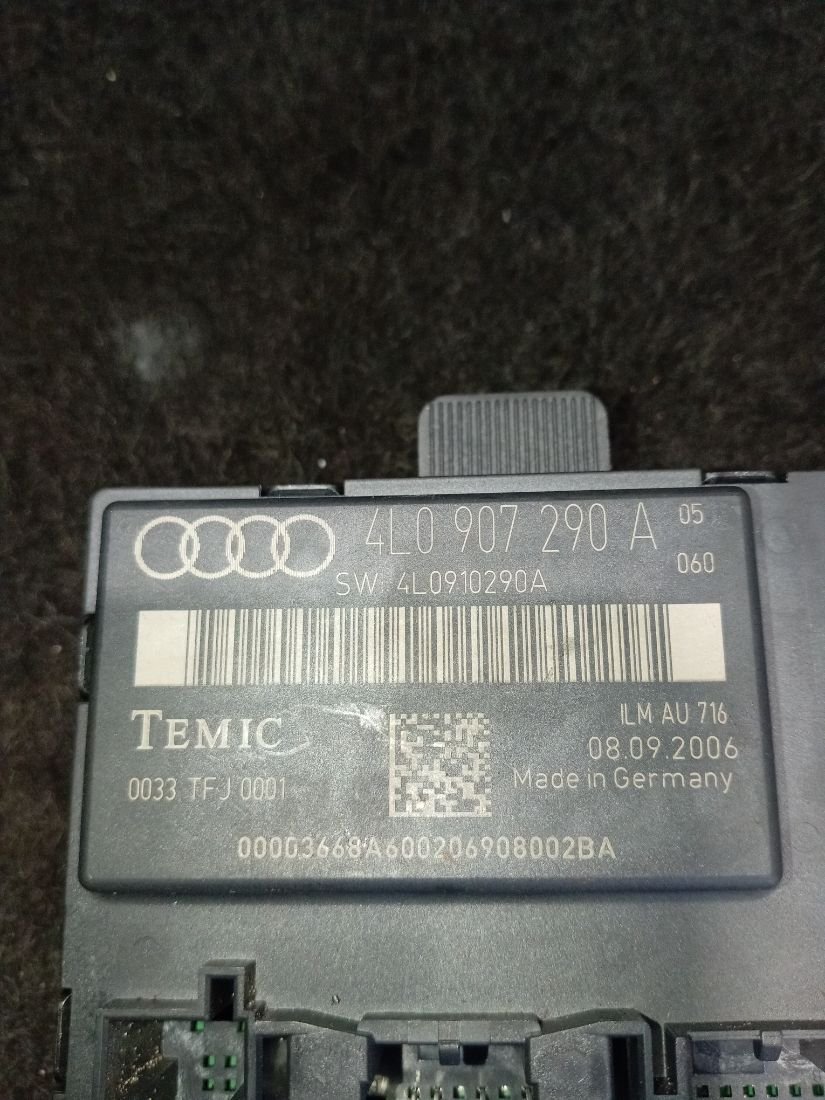 4L0 907 290 A 05
060
SW: 4L0910290A
TEMIC
ILM AU 716
08.09.2006
0033 TFJ 0001
Made in Germany
00003668A600206908002BA